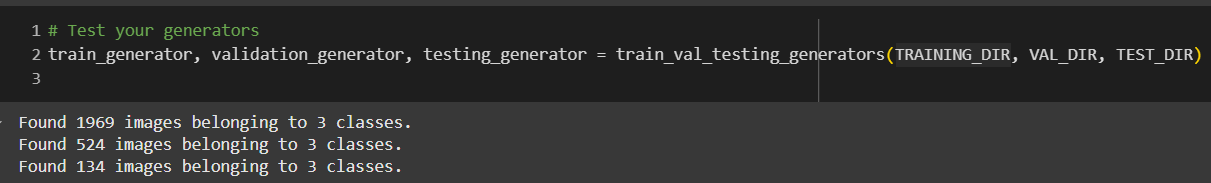 1 # Test your generators
2 train_generator, validation_generator, testing_generator = train_val_testing_generators(TRAINING_DIR, VAL_DIR, TEST_DIR)
3
Found 1969 images belonging to 3 classes.
Found 524 images belonging to 3 classes.
Found 134 images belonging to 3 classes.